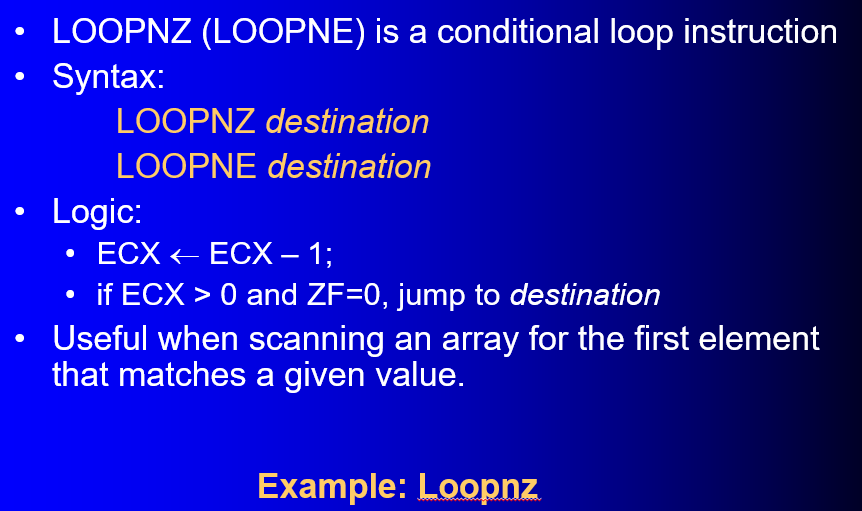 • LOOPNZ (LOOPNE) is a conditional loop instruction
• Syntax:
LOOPNZ destination
LOOPNE destination
• Logic:
• ECX ← ECX – 1;
• if ECX > 0 and ZF=0, jump to destination
• Useful when scanning an array for the first element
that matches a given value.
Example: Loopnz